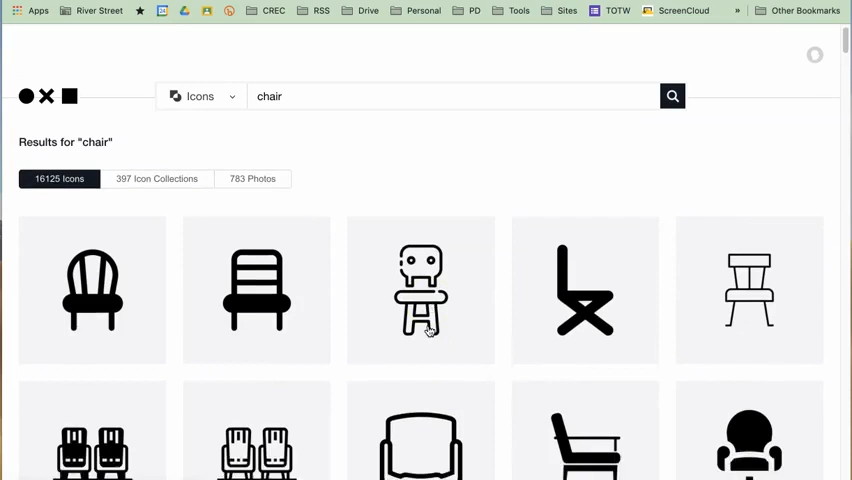 Apps River Street CREC RSS Drive Personal PD Tools Sites TOTW ScreenCloud » Other Bookmarks
Icons chair
Results for "chair"
16125 Icons 397 Icon Collections 783 Photos